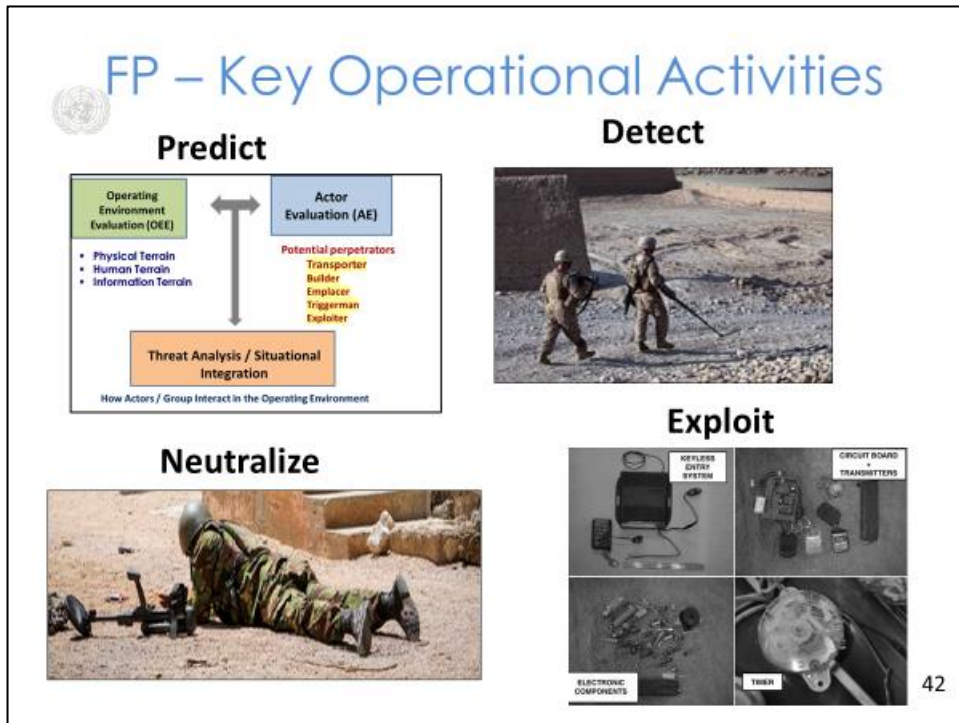 FP – Key Operational Activities
Predict
Operating
Environment
Evaluation (OEE)
Actor
Evaluation (AE)
▪ Physical Terrain
▪ Human Terrain
▪ Information Terrain
Potential perpetrators
Transporter
Builder
Emplacer
Triggerman
Exploiter
Threat Analysis / Situational
Integration
How Actors / Group Interact in the Operating Environment
Detect
Neutralize
Exploit
KEYLESS
ENTRY
SYSTEM
CIRCUIT BOARD
+
TRANSMITTERS
ELECTRONIC
COMPONENTS
TIMER
42